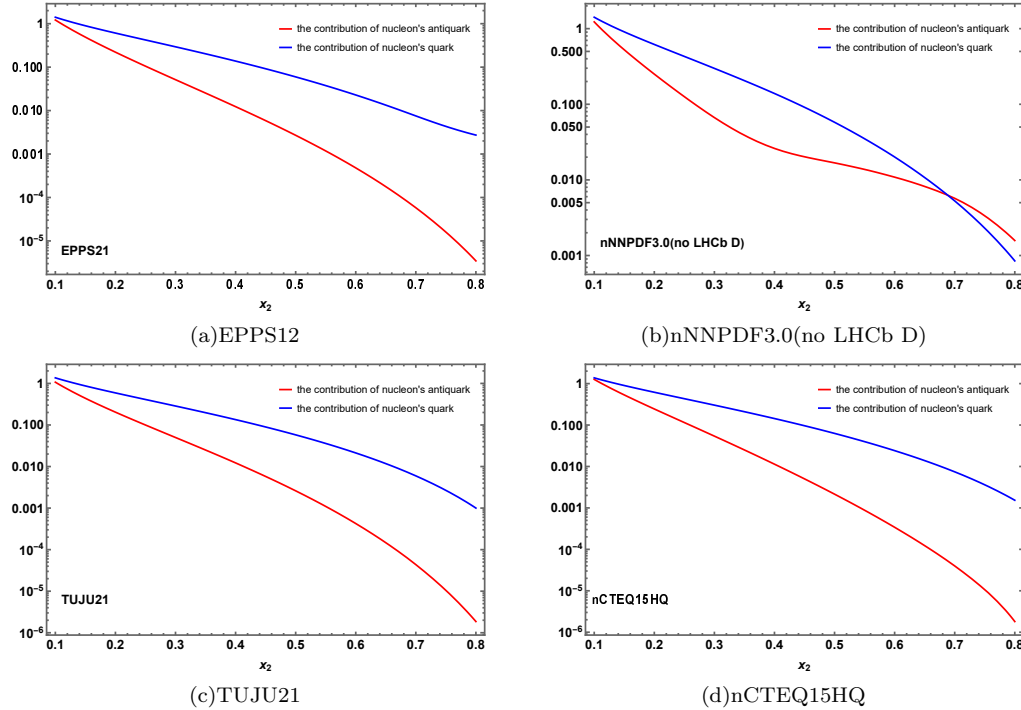 the contribution of nucleon's antiquark
the contribution of nucleon's quark
1
0.100
0.010
0.001
10⁻⁴
10⁻⁵
EPPS21
0.1 0.2 0.3 0.4 0.5 0.6 0.7 0.8
x₂
(a)EPPS12
the contribution of nucleon's antiquark
the contribution of nucleon's quark
1
0.500
0.100
0.050
0.010
0.005
0.001
nNNPDF3.0(no LHCb D)
0.1 0.2 0.3 0.4 0.5 0.6 0.7 0.8
x₂
(b)nNNPDF3.0(no LHCb D)
the contribution of nucleon's antiquark
the contribution of nucleon's quark
1
0.100
0.010
0.001
10⁻⁴
10⁻⁵
10⁻⁶
TUJU21
0.1 0.2 0.3 0.4 0.5 0.6 0.7 0.8
x₂
(c)TUJU21
the contribution of nucleon's antiquark
the contribution of nucleon's quark
1
0.100
0.010
0.001
10⁻⁴
10⁻⁵
10⁻⁶
nCTEQ15HQ
0.1 0.2 0.3 0.4 0.5 0.6 0.7 0.8
x₂
(d)nCTEQ15HQ